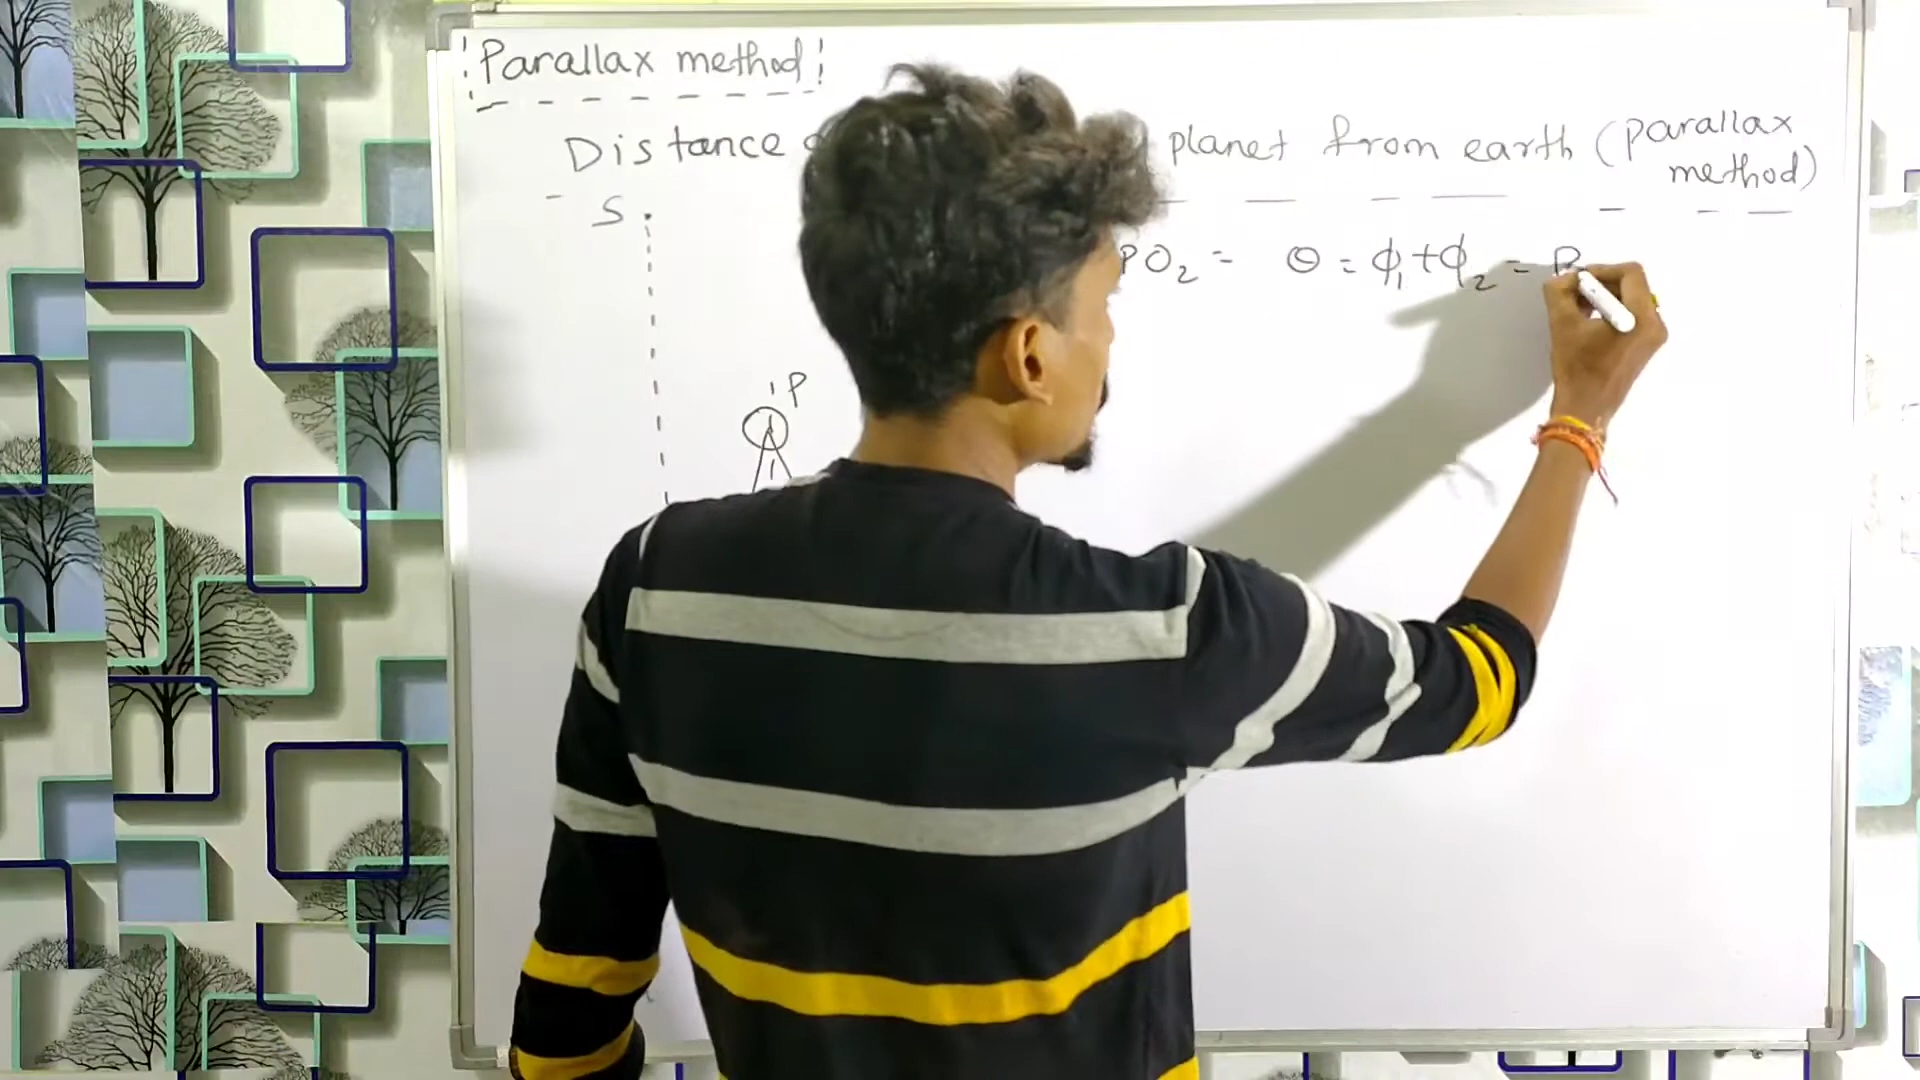 Parallax method
Distance planet from earth (parallax
method)
S
PO₂ = θ = ϕ₁+ϕ₂ = P
P